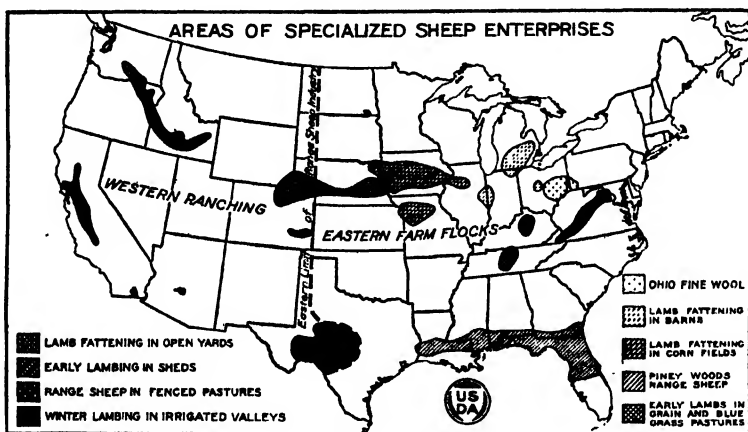 AREAS OF SPECIALIZED SHEEP ENTERPRISES
Eastern Limit of Range Sheep Industry
WESTERN RANCHING
EASTERN FARM FLOCKS
LAMB FATTENING IN OPEN YARDS
EARLY LAMBING IN SHEDS
RANGE SHEEP IN FENCED PASTURES
WINTER LAMBING IN IRRIGATED VALLEYS
US
DA
OHIO FINE WOOL
LAMB FATTENING
IN BARNS
LAMB FATTENING
IN CORN FIELDS
PINEY WOODS
RANGE SHEEP
EARLY LAMBS IN
GRAIN AND BLUE
GRASS PASTURES